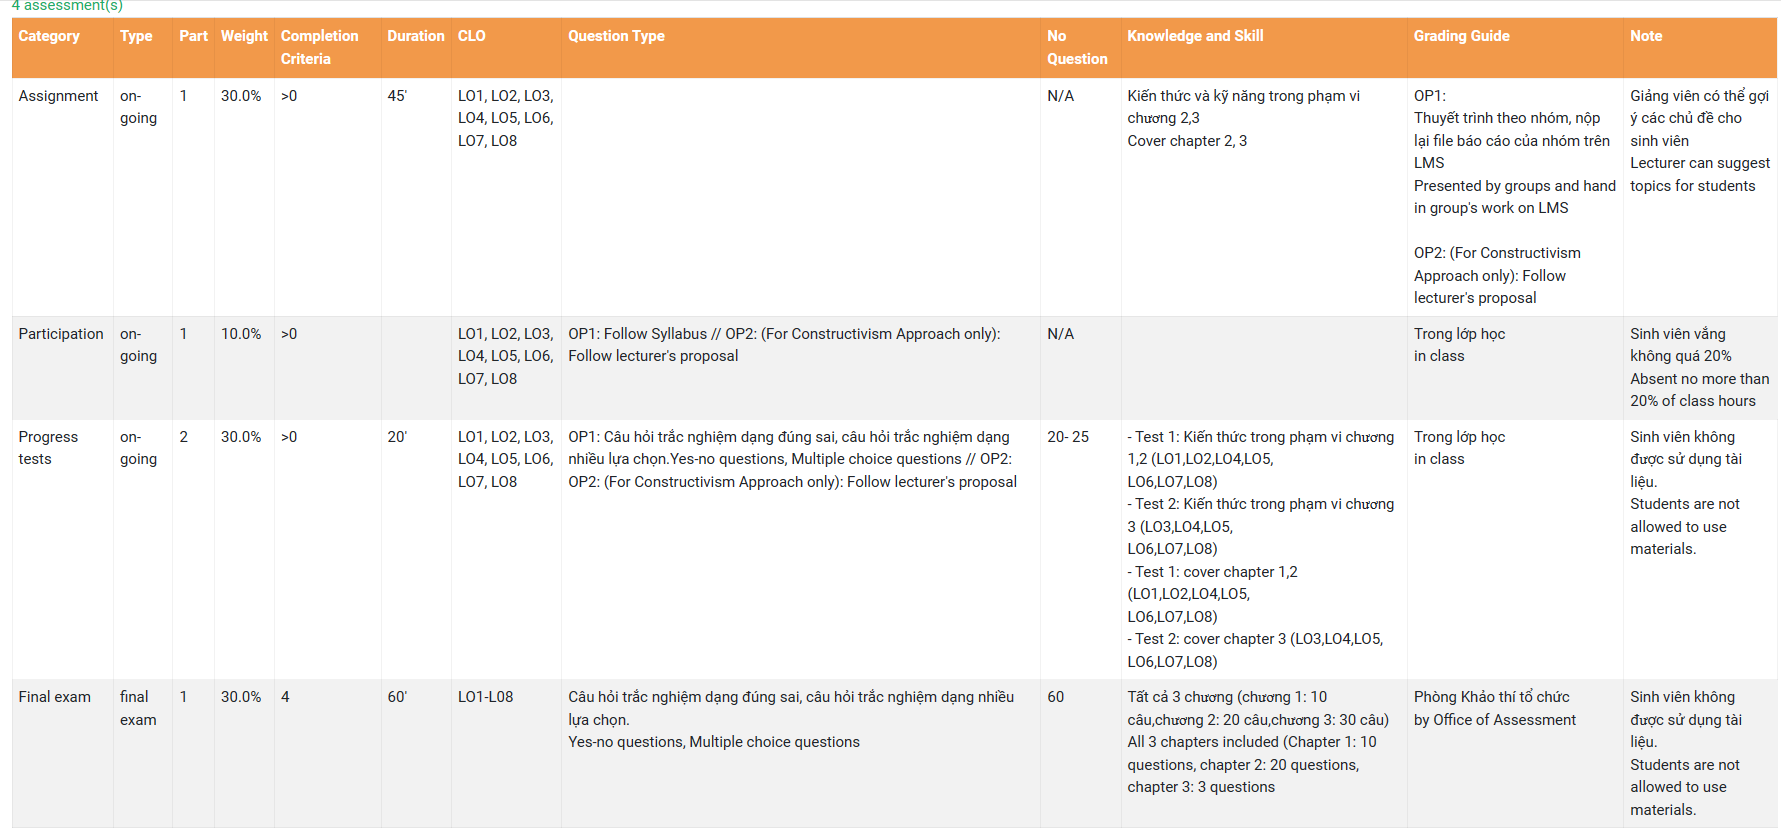 4 assessment(s)
Category
Type
Part
Weight
Completion
Criteria
Duration
CLO
Question Type
No
Question
Knowledge and Skill
Grading Guide
Note
Assignment
on-
going
1
30.0%
>0
45'
LO1, LO2, LO3,
LO4, LO5, LO6,
LO7, LO8
N/A
Kiến thức và kỹ năng trong phạm vi
chương 2,3
Cover chapter 2, 3
OP1:
Thuyết trình theo nhóm, nộp
lại file báo cáo của nhóm trên
LMS
Presented by groups and hand
in group's work on LMS
OP2: (For Constructivism
Approach only): Follow
lecturer's proposal
Giảng viên có thể gợi
ý các chủ đề cho
sinh viên
Lecturer can suggest
topics for students
Participation
on-
going
1
10.0%
>0
LO1, LO2, LO3,
LO4, LO5, LO6,
LO7, LO8
OP1: Follow Syllabus // OP2: (For Constructivism Approach only):
Follow lecturer's proposal
N/A
Trong lớp học
in class
Sinh viên vắng
không quá 20%
Absent no more than
20% of class hours
Progress
tests
on-
going
2
30.0%
>0
20'
LO1, LO2, LO3,
LO4, LO5, LO6,
LO7, LO8
OP1: Câu hỏi trắc nghiệm dạng đúng sai, câu hỏi trắc nghiệm dạng
nhiều lựa chọn.Yes-no questions, Multiple choice questions // OP2:
OP2: (For Constructivism Approach only): Follow lecturer's proposal
20- 25
- Test 1: Kiến thức trong phạm vi chương
1,2 (LO1,LO2,LO4,LO5,
LO6,LO7,LO8)
- Test 2: Kiến thức trong phạm vi chương
3 (LO3,LO4,LO5,
LO6,LO7,LO8)
- Test 1: cover chapter 1,2
(LO1,LO2,LO4,LO5,
LO6,LO7,LO8)
- Test 2: cover chapter 3 (LO3,LO4,LO5,
LO6,LO7,LO8)
Trong lớp học
in class
Sinh viên không
được sử dụng tài
liệu.
Students are not
allowed to use
materials.
Final exam
final
exam
1
30.0%
4
60'
LO1-L08
Câu hỏi trắc nghiệm dạng đúng sai, câu hỏi trắc nghiệm dạng nhiều
lựa chọn.
Yes-no questions, Multiple choice questions
60
Tất cả 3 chương (chương 1: 10
câu,chương 2: 20 câu,chương 3: 30 câu)
All 3 chapters included (Chapter 1: 10
questions, chapter 2: 20 questions,
chapter 3: 3 questions
Phòng Khảo thí tổ chức
by Office of Assessment
Sinh viên không
được sử dụng tài
liệu.
Students are not
allowed to use
materials.